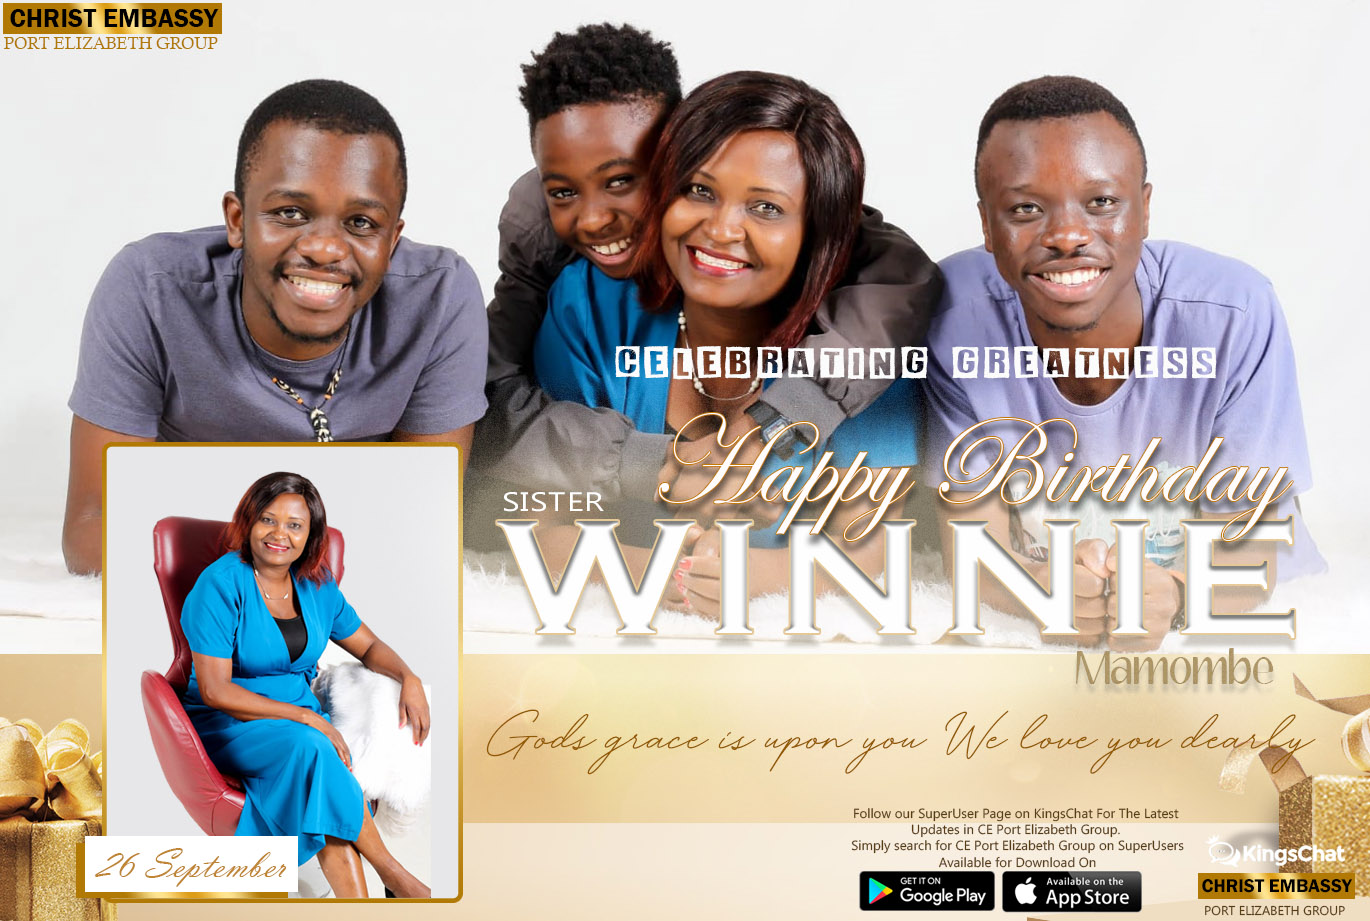 CHRIST EMBASSY
PORT ELIZABETH GROUP
CELEBRATING GREATNESS
Happy Birthday
SISTER
WINNIE
Mamombe
Gods grace is upon you We love you dearly
26 September
Follow our SuperUser Page on KingsChat For The Latest
Updates in CE Port Elizabeth Group.
Simply search for CE Port Elizabeth Group on SuperUsers
Available for Download On
GET IT ON
Google Play
Available on the
App Store
KingsChat
CHRIST EMBASSY
PORT ELIZABETH GROUP